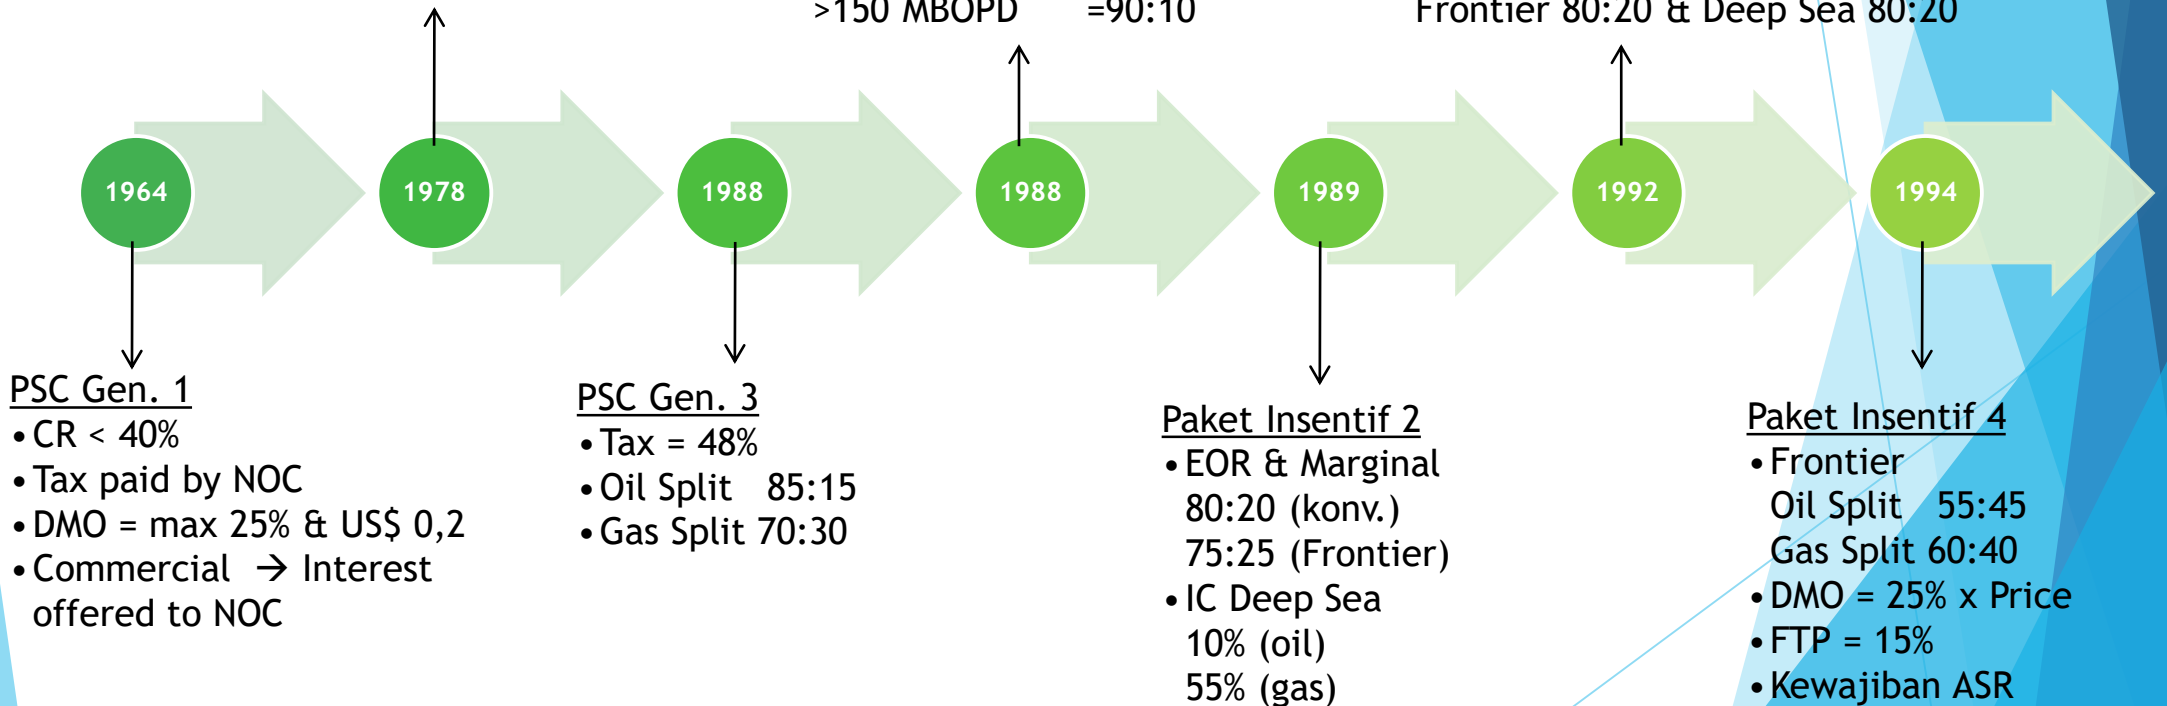 >150 MBOPD =90:10
Frontier 80:20 & Deep Sea 80:20
1964
1978
1988
1988
1989
1992
1994
PSC Gen. 1
• CR < 40%
• Tax paid by NOC
• DMO = max 25% & US$ 0,2
• Commercial → Interest
offered to NOC
PSC Gen. 3
• Tax = 48%
• Oil Split 85:15
• Gas Split 70:30
Paket Insentif 2
• EOR & Marginal
80:20 (konv.)
75:25 (Frontier)
• IC Deep Sea
10% (oil)
55% (gas)
Paket Insentif 4
• Frontier
Oil Split 55:45
Gas Split 60:40
• DMO = 25% x Price
• FTP = 15%
• Kewajiban ASR